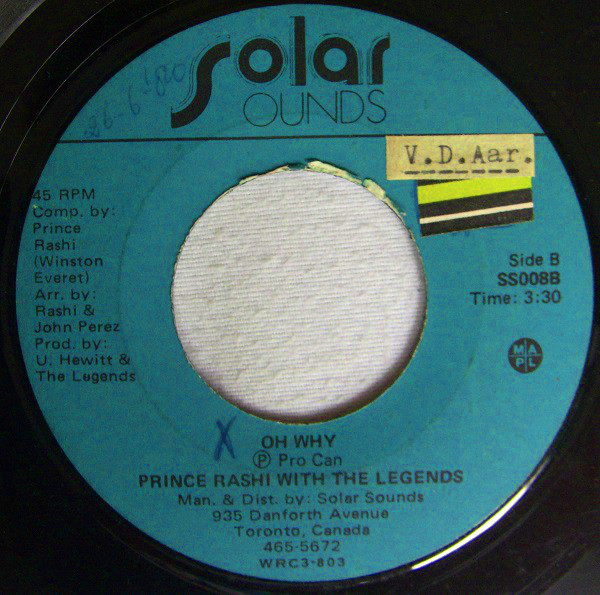 Solar
SOUNDS
26-6-'80
V.D.Aar.
45 RPM
Comp. by:
Prince
Rashi
(Winston
Everet)
Arr. by:
Rashi &
John Perez
Prod. by:
U. Hewitt &
The Lugends
Side B
SS008B
Time: 3:30
M A
P L
X
OH WHY
Ⓟ Pro Can
PRINCE RASHI WITH THE LEGENDS
Man. & Dist. by: Solar Sounds
935 Danforth Avenue
Toronto, Canada
465-5672
WRC3-803